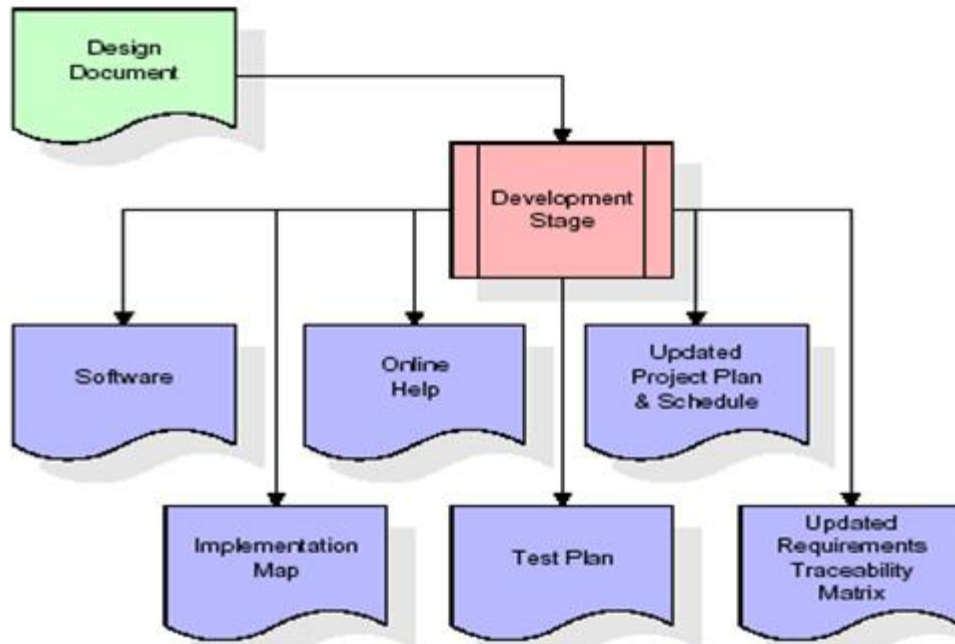 Design
Document
Development
Stage
Software
Online
Help
Updated
Project Plan
& Schedule
Implementation
Map
Test Plan
Updated
Requirements
Traceability
Matrix